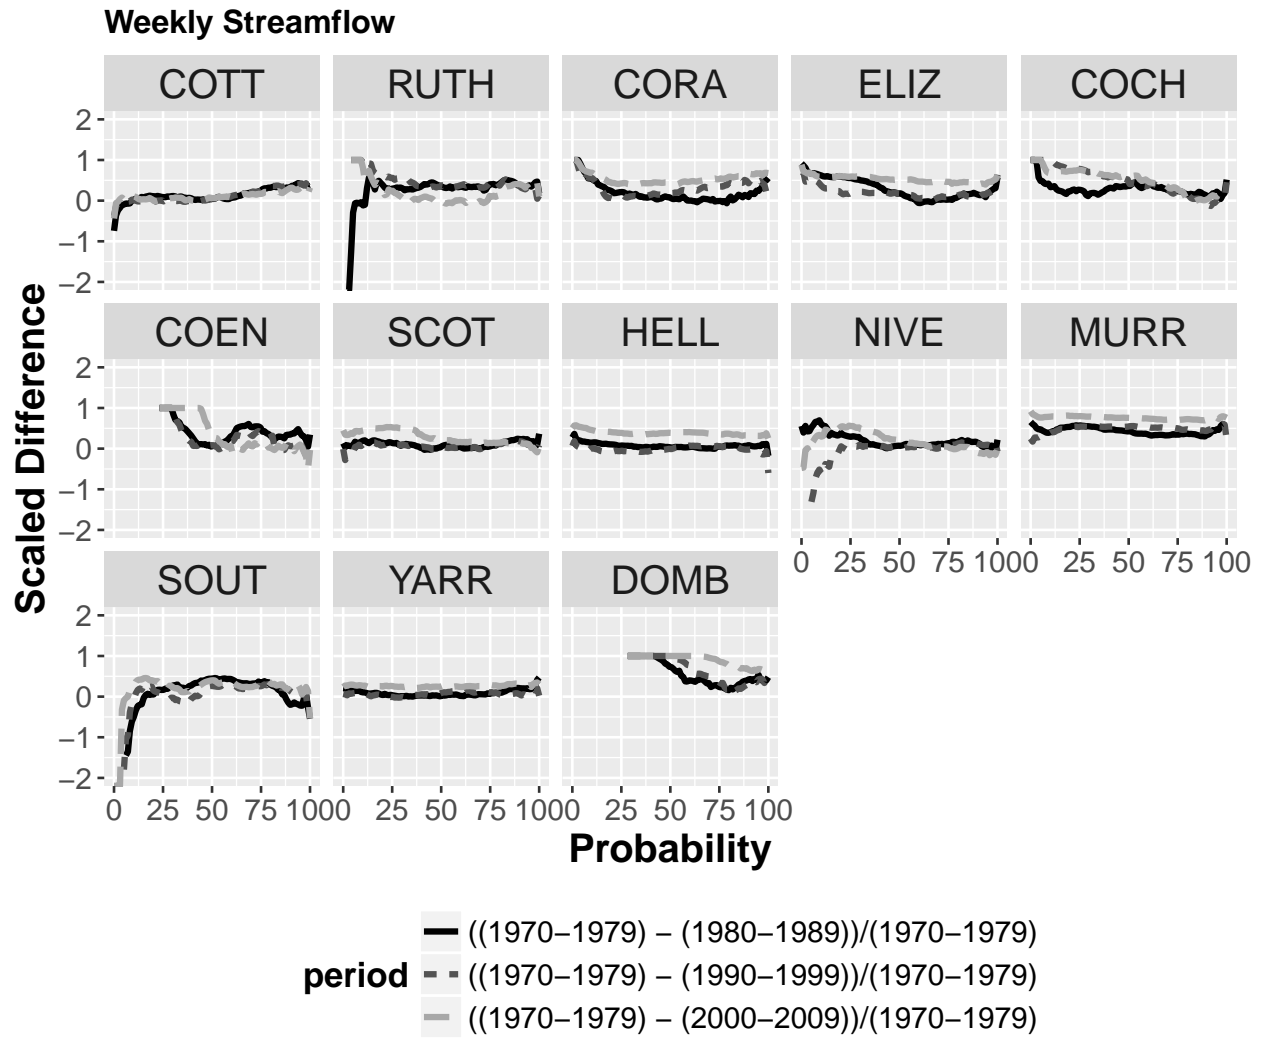 Weekly Streamflow
COTT RUTH CORA ELIZ COCH
2
1
0
−1
−2
COEN SCOT HELL NIVE MURR
2
1
0
−1
−2
0 25 50 75 100 0 25 50 75 100
SOUT YARR DOMB
2
1
0
−1
−2
0 25 50 75 100 0 25 50 75 100 0 25 50 75 100
Scaled Difference
Probability
period
((1970−1979) − (1980−1989))/(1970−1979)
((1970−1979) − (1990−1999))/(1970−1979)
((1970−1979) − (2000−2009))/(1970−1979)